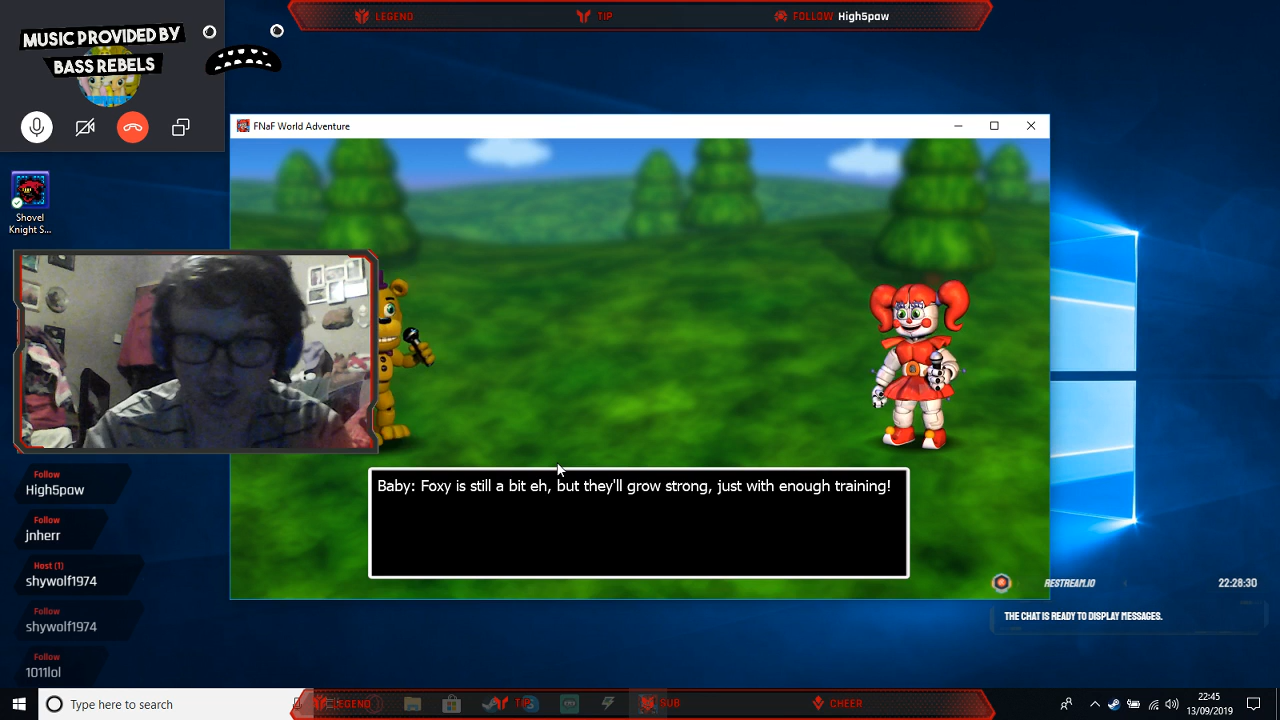 LEGEND
TIP
FOLLOW High5paw
MUSIC PROVIDED BY
BASS REBELS
FNaF World Adventure
Shovel
Knight S...
Baby: Foxy is still a bit eh, but they'll grow strong, just with enough training!
Follow
High5paw
Follow
jnherr
Host (1)
shywolf1974
Follow
shywolf1974
Follow
1011lol
RESTREAM.IO
22:28:30
THE CHAT IS READY TO DISPLAY MESSAGES.
Type here to search
LEGEND
TIP
SUB
CHEER
22:45
13/09/2019